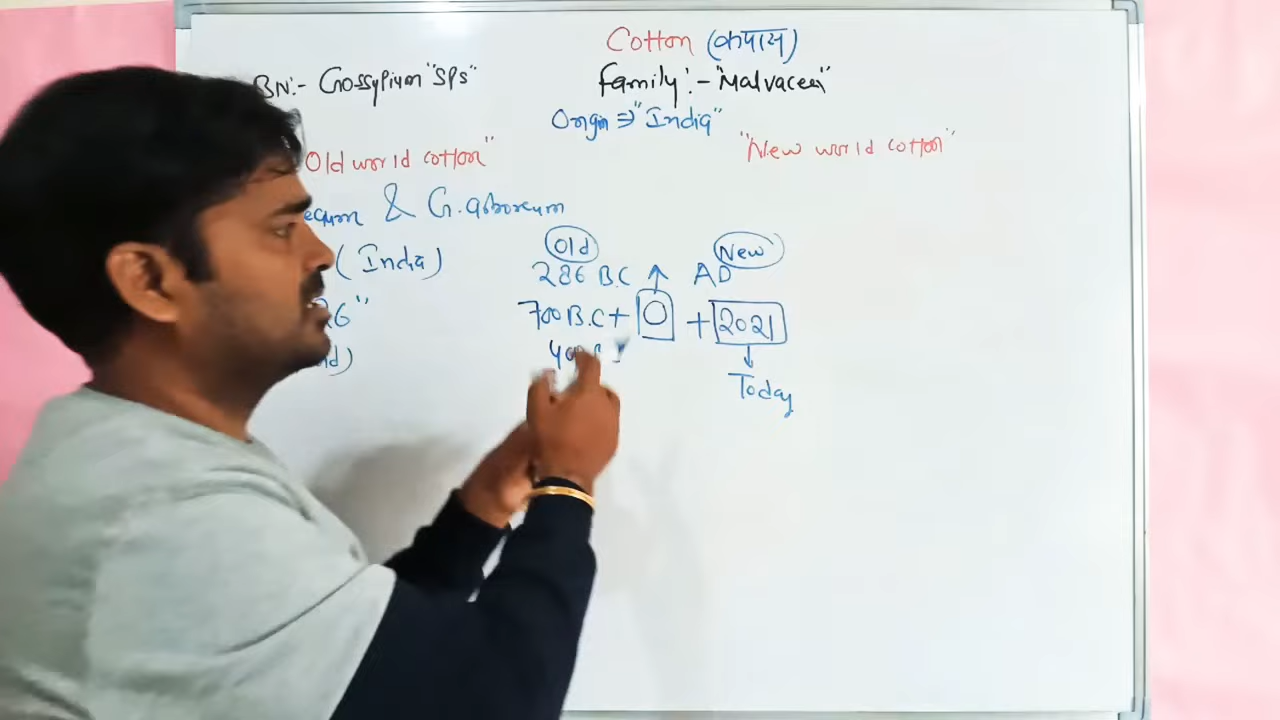 Cotton (कपास)
BN:- Gossypium "SPs"
Family:- "Malvaceae"
Origin ⇒ "India"
Old world cotton"
"New world cotton"
& G. arboreum
(India)
Old
New
286 B.C ↑ AD
700 B.C + 0 + 2021
Today